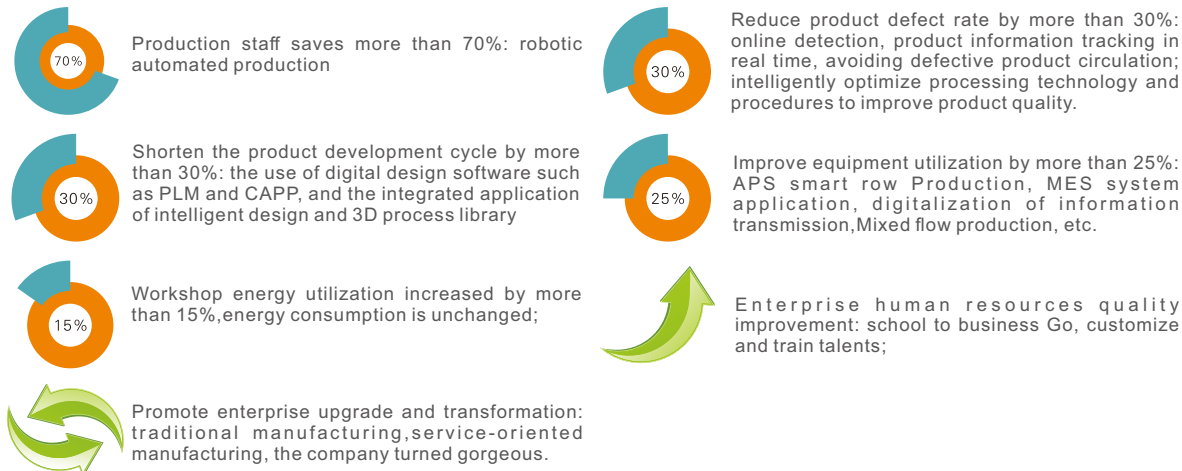 70%
Production staff saves more than 70%: robotic
automated production
30%
Shorten the product development cycle by more
than 30%: the use of digital design software such
as PLM and CAPP, and the integrated application
of intelligent design and 3D process library
15%
Workshop energy utilization increased by more
than 15%,energy consumption is unchanged;
Promote enterprise upgrade and transformation:
traditional manufacturing,service-oriented
manufacturing, the company turned gorgeous.
30%
Reduce product defect rate by more than 30%:
online detection, product information tracking in
real time, avoiding defective product circulation;
intelligently optimize processing technology and
procedures to improve product quality.
25%
Improve equipment utilization by more than 25%:
APS smart row Production, MES system
application, digitalization of information
transmission,Mixed flow production, etc.
Enterprise human resources quality
improvement: school to business Go, customize
and train talents;